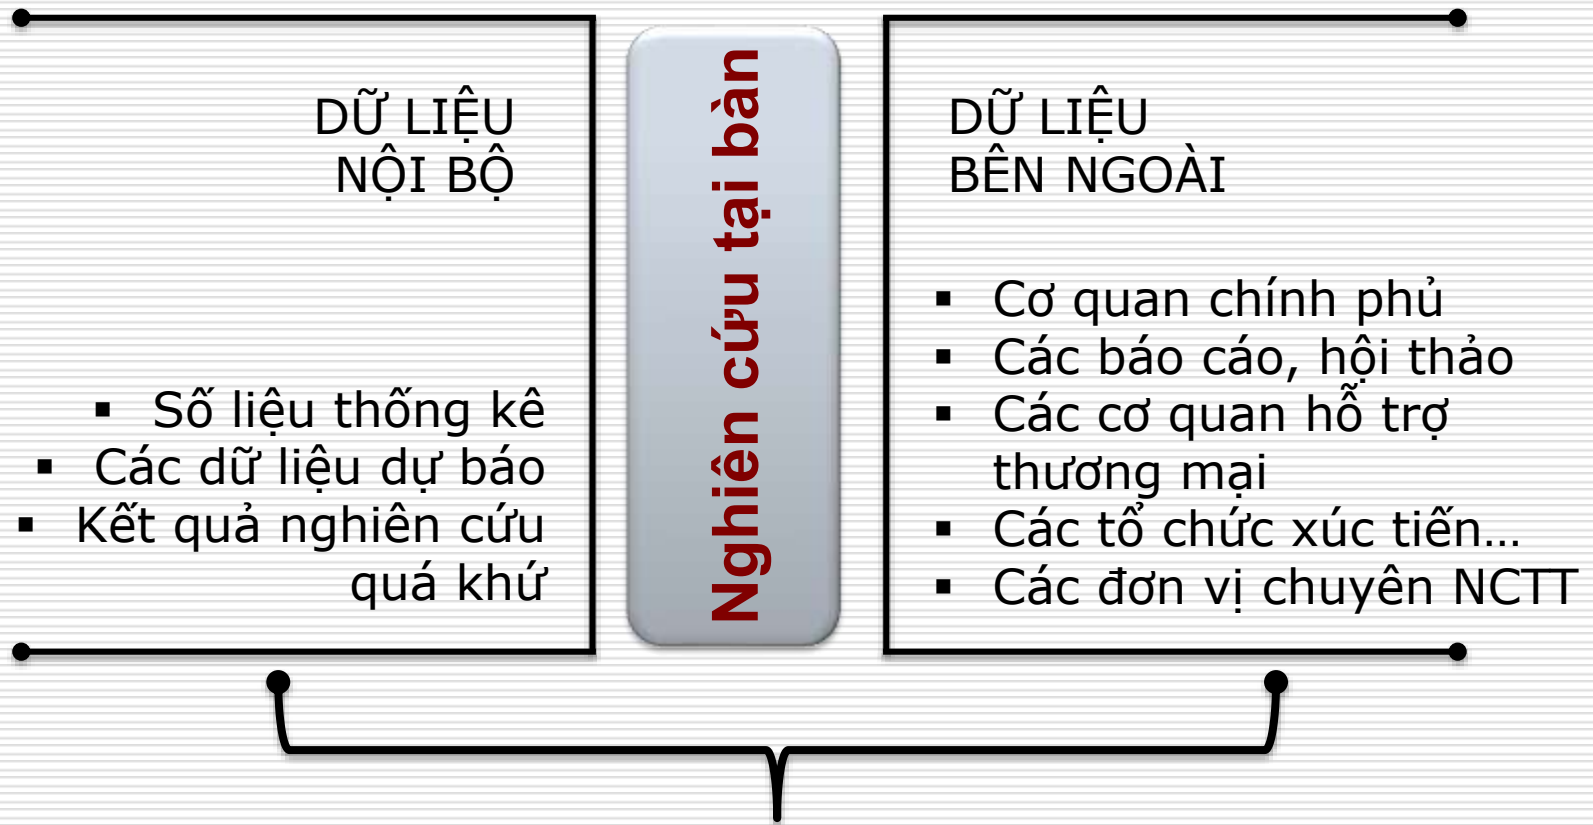 DỮ LIỆU
NỘI BỘ
▪ Số liệu thống kê
▪ Các dữ liệu dự báo
▪ Kết quả nghiên cứu
quá khứ
Nghiên cứu tại bàn
DỮ LIỆU
BÊN NGOÀI
▪ Cơ quan chính phủ
▪ Các báo cáo, hội thảo
▪ Các cơ quan hỗ trợ
thương mại
▪ Các tổ chức xúc tiến…
▪ Các đơn vị chuyên NCTT